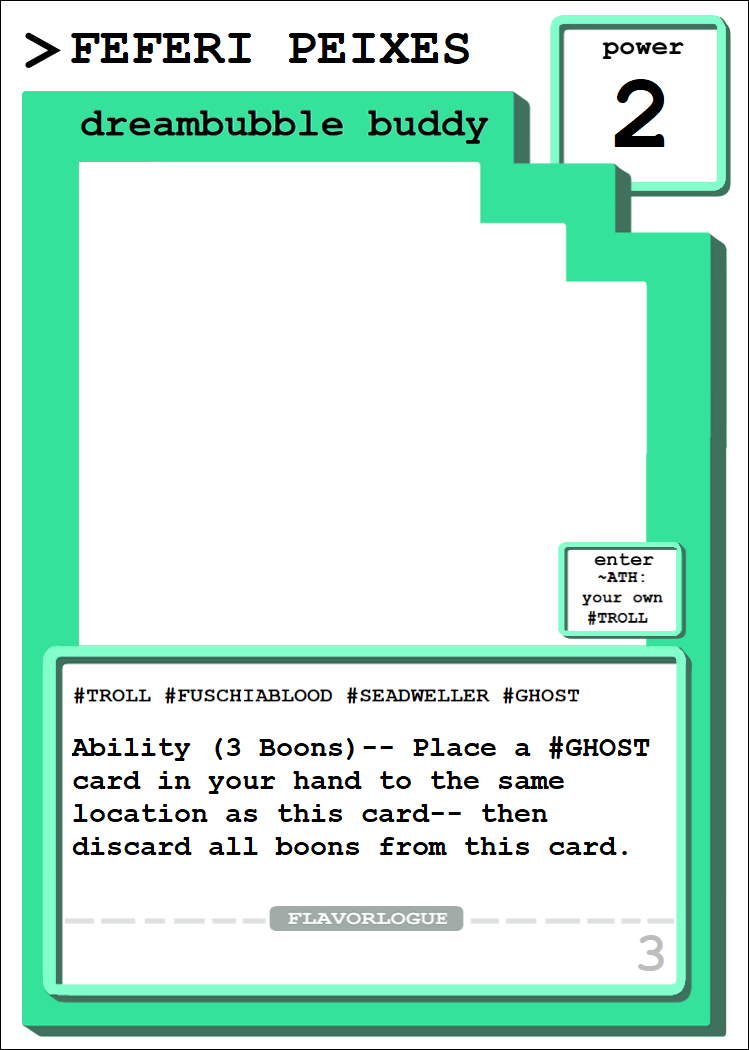 >FEFERI PEIXES
power
2
dreambubble buddy
enter
~ATH:
your own
#TROLL
#TROLL #FUSCHIABLOOD #SEADWELLER #GHOST
Ability (3 Boons)-- Place a #GHOST
card in your hand to the same
location as this card-- then
discard all boons from this card.
FLAVORLOGUE
3